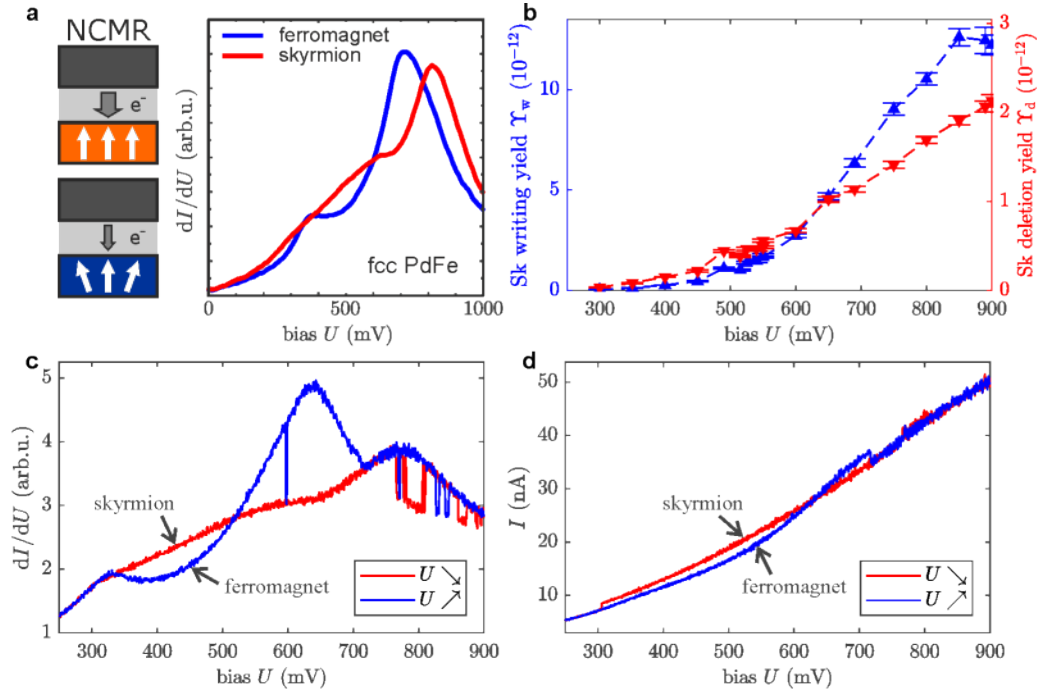 a
NCMR
e⁻
e⁻
ferromagnet
skyrmion
dI/dU (arb.u.)
fcc PdFe
0
500
1000
bias U (mV)
b
Sk writing yield ϒw (10⁻¹²)
10
5
0
Sk deletion yield ϒd (10⁻¹²)
3
2
1
0
300 400 500 600 700 800 900
bias U (mV)
c
dI/dU (arb.u.)
5
4
3
2
1
skyrmion
ferromagnet
U ↘
U ↗
300 400 500 600 700 800 900
bias U (mV)
d
I (nA)
50
40
30
20
10
skyrmion
ferromagnet
U ↘
U ↗
300 400 500 600 700 800 900
bias U (mV)